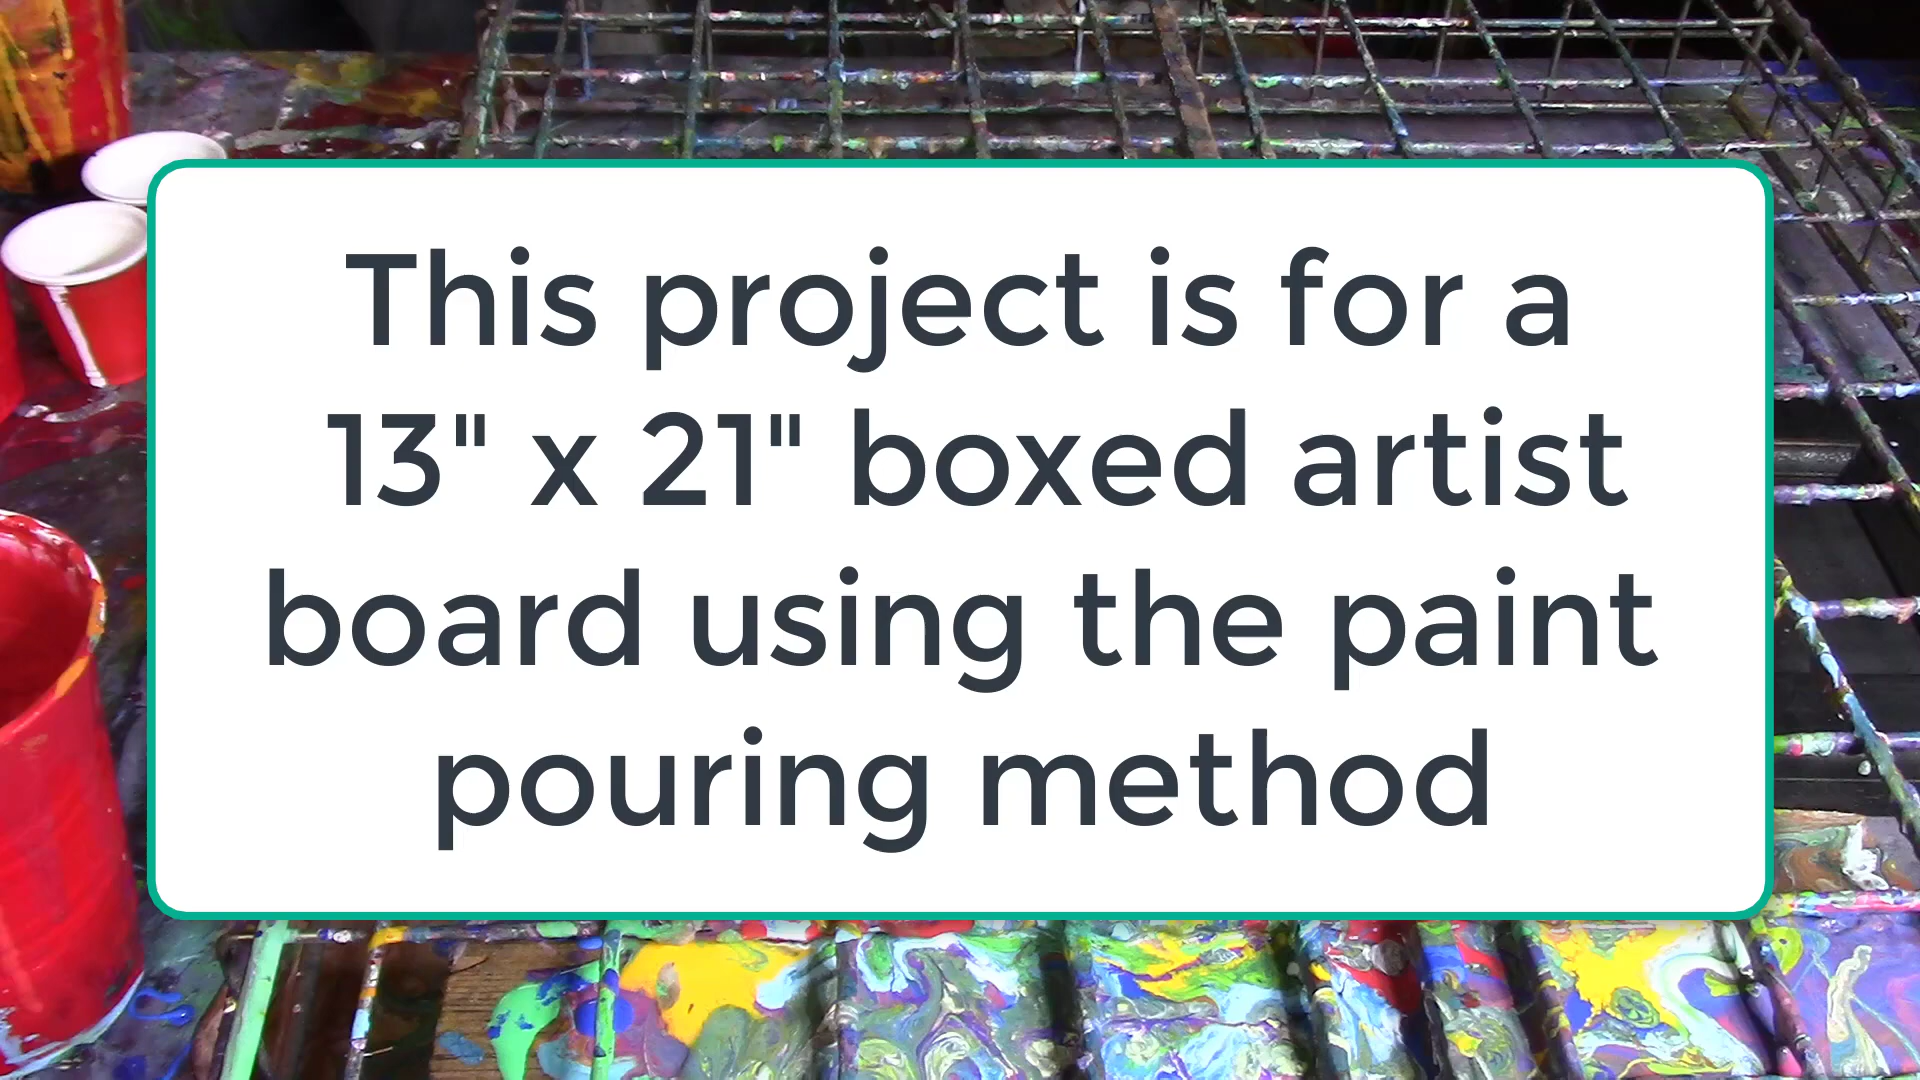 This project is for a
13" x 21" boxed artist
board using the paint
pouring method